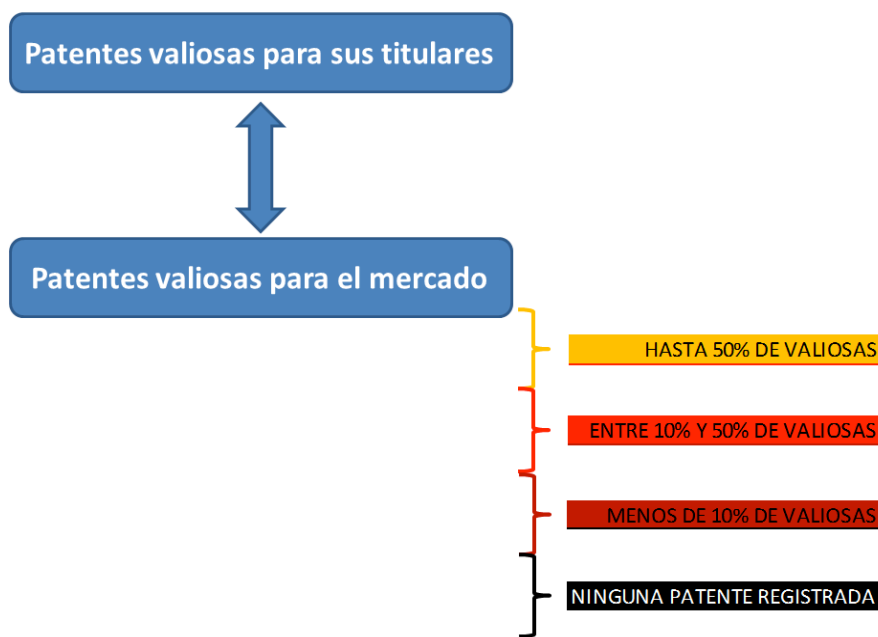 Patentes valiosas para sus titulares
Patentes valiosas para el mercado
HASTA 50% DE VALIOSAS
ENTRE 10% Y 50% DE VALIOSAS
MENOS DE 10% DE VALIOSAS
NINGUNA PATENTE REGISTRADA